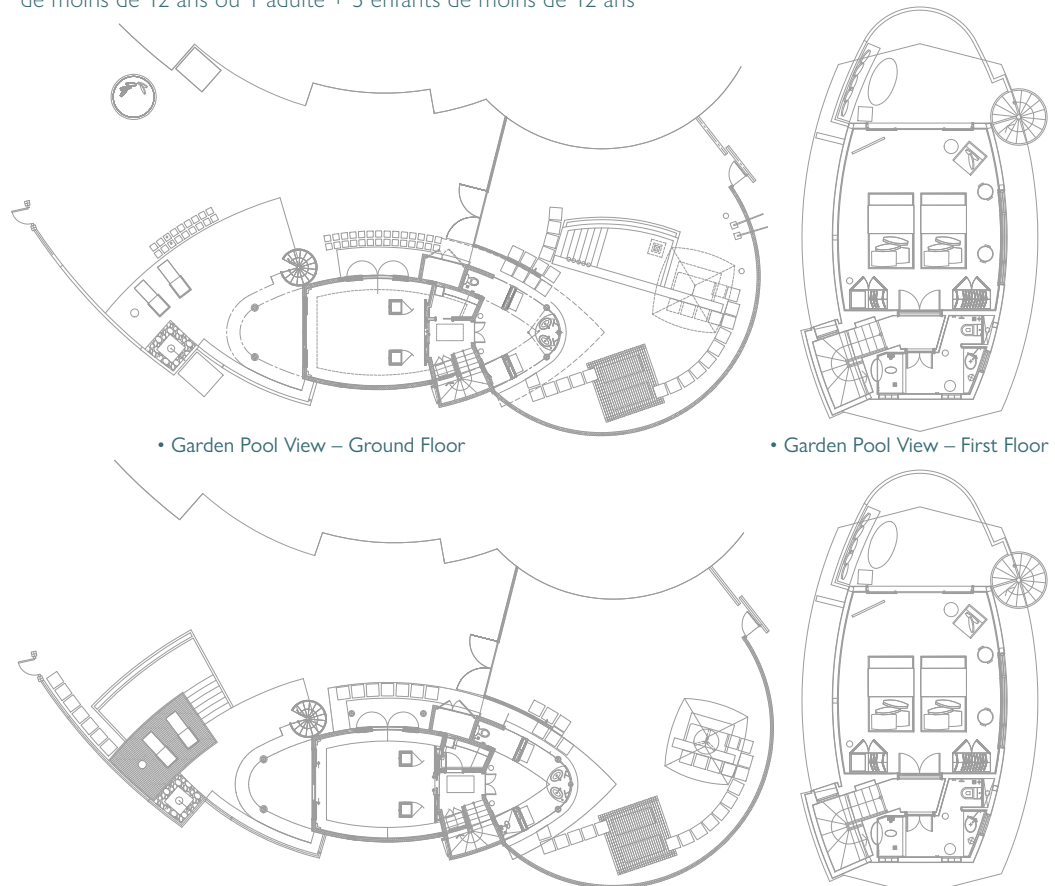 de moins de 12 ans ou 1 adulte + 3 enfants de moins de 12 ans
• Garden Pool View – Ground Floor
• Garden Pool View – First Floor